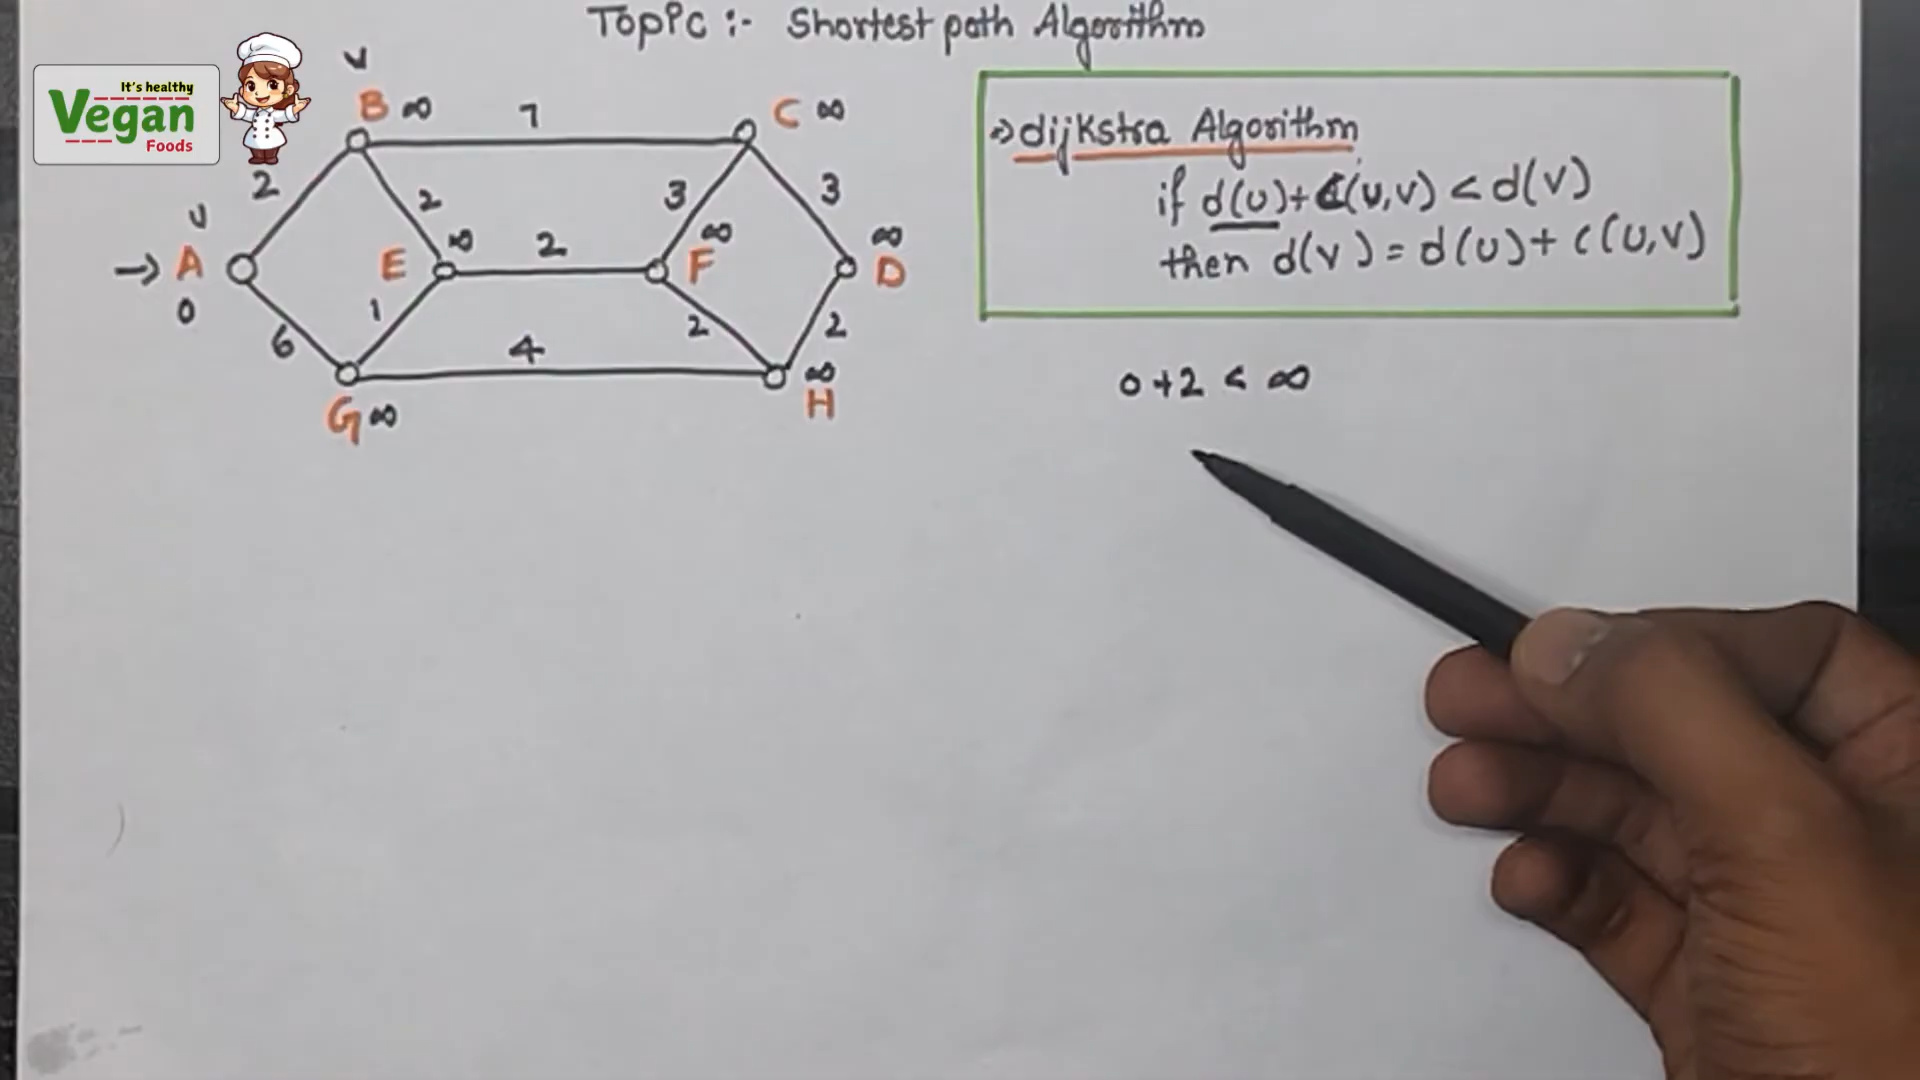 Topic :- Shortest path Algorithm
It's healthy
Vegan
Foods
V
B ∞
7
C ∞
2
2
3
3
V
→ A
0
E ∞
2
F ∞
∞
D
6
1
4
2
2
G ∞
∞
H
⇒ dijkstra Algorithm
if d(u)+c(u,v) < d(v)
then d(v) = d(u) + c(u,v)
0+2 < ∞